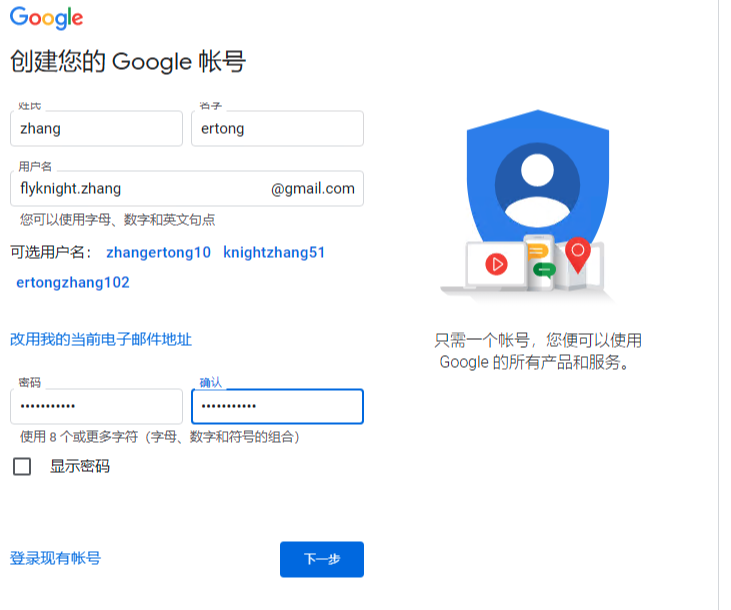 Google
创建您的 Google 帐号
姓氏 名字
zhang ertong
用户名
flyknight.zhang @gmail.com
您可以使用字母、数字和英文句点
可选用户名： zhangertong10 knightzhang51
ertongzhang102
改用我的当前电子邮件地址
密码 确认
••••••••••• •••••••••••
使用 8 个或更多字符（字母、数字和符号的组合）
显示密码
登录现有帐号 下一步
只需一个帐号，您便可以使用
Google 的所有产品和服务。